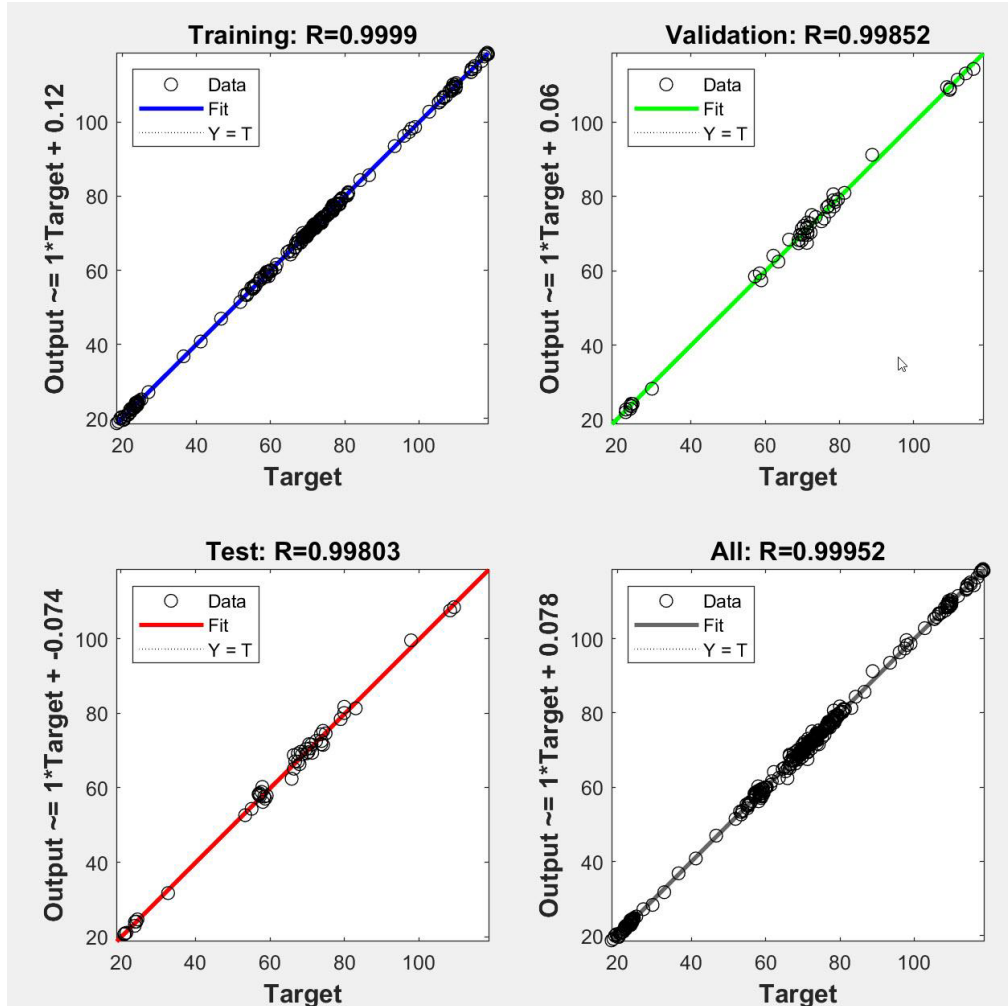 Training: R=0.9999
Output ~= 1*Target + 0.12
Data
Fit
Y = T
100
80
60
40
20
20 40 60 80 100
Target
Validation: R=0.99852
Output ~= 1*Target + 0.06
Data
Fit
Y = T
100
80
60
40
20
20 40 60 80 100
Target
Test: R=0.99803
Output ~= 1*Target + -0.074
Data
Fit
Y = T
100
80
60
40
20
20 40 60 80 100
Target
All: R=0.99952
Output ~= 1*Target + 0.078
Data
Fit
Y = T
100
80
60
40
20
20 40 60 80 100
Target